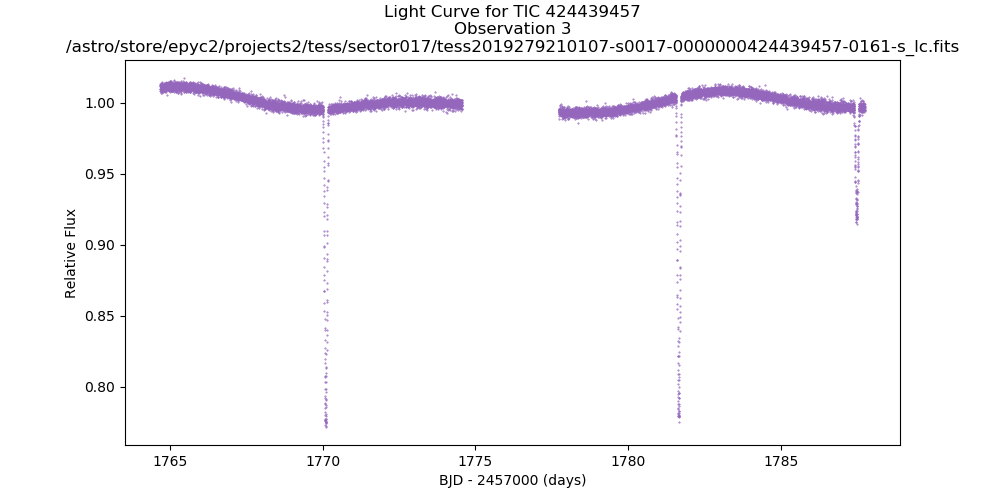 Light Curve for TIC 424439457
Observation 3
/astro/store/epyc2/projects2/tess/sector017/tess2019279210107-s0017-0000000424439457-0161-s_lc.fits
1.00
0.95
0.90
0.85
0.80
Relative Flux
1765
1770
1775
1780
1785
BJD - 2457000 (days)